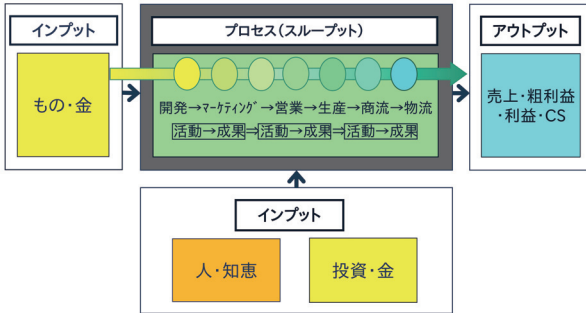 インプット
もの・金
プロセス(スループット)
開発→マーケティング→営業→生産→商流→物流
活動→成果⇒活動→成果⇒活動→成果
アウトプット
売上・粗利益
・利益・CS
インプット
人・知恵
投資・金